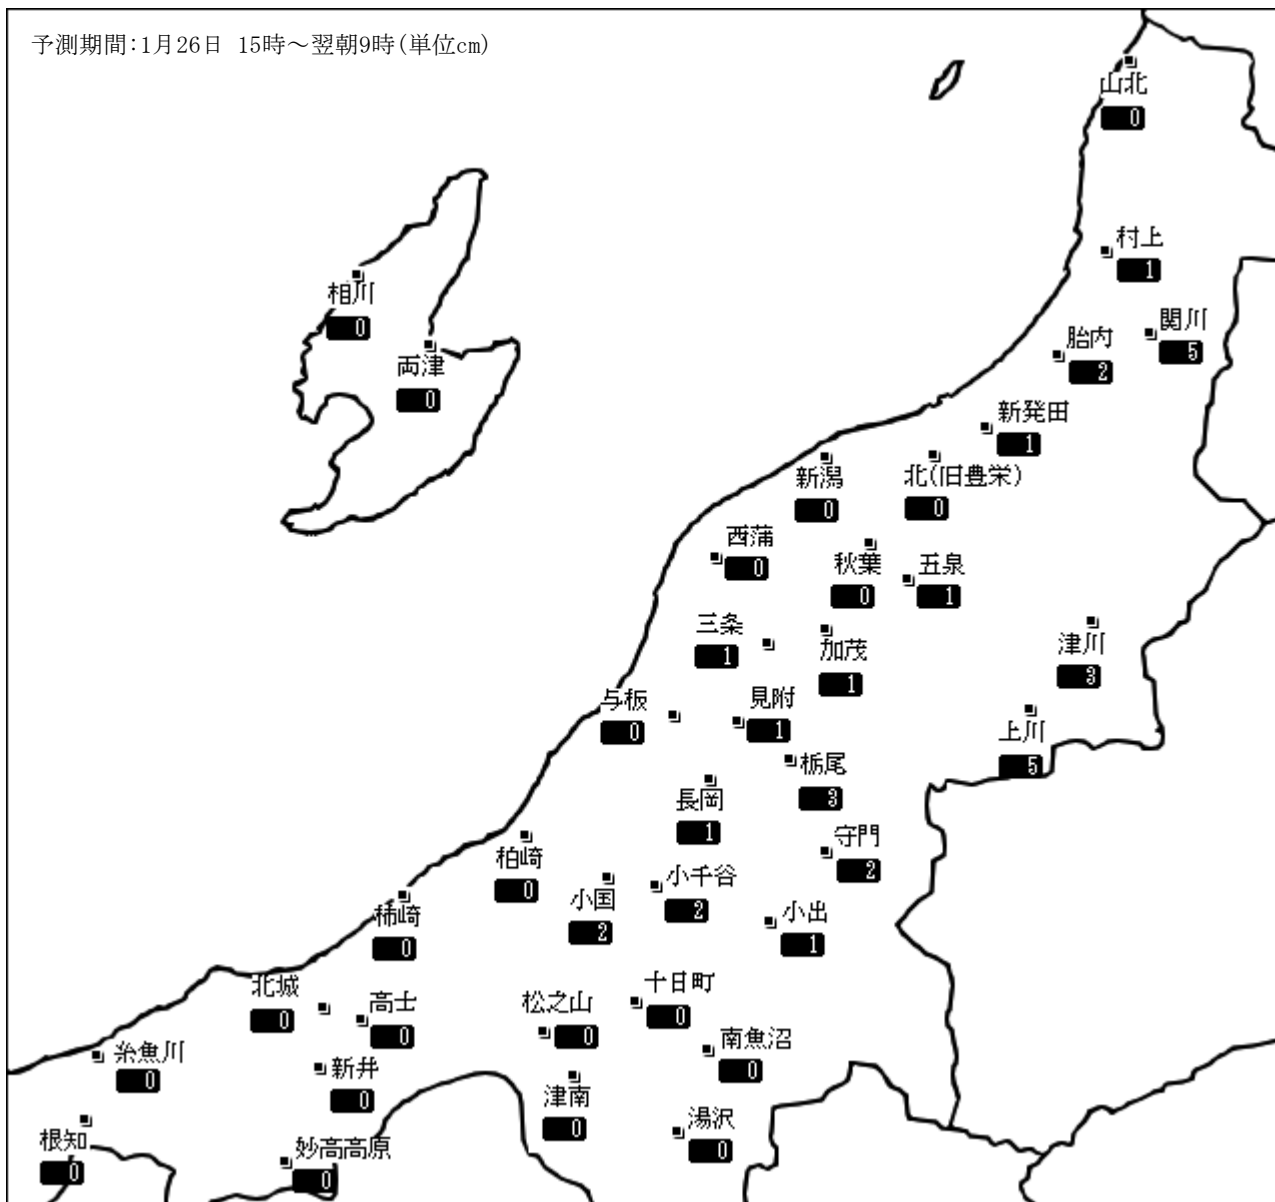 予測期間:1月26日 15時～翌朝9時(単位cm)
山北
0
村上
1
相川
0
関川
5
胎内
2
両津
0
新発田
1
新潟
0
北(旧豊栄)
0
西蒲
0
秋葉
0
五泉
1
三条
1
加茂
1
津川
3
与板
0
見附
1
上川
5
栃尾
3
長岡
1
守門
2
柏崎
0
小国
2
小千谷
2
小出
1
柿崎
0
北城
0
高士
0
松之山
0
十日町
0
南魚沼
0
糸魚川
0
新井
0
津南
0
湯沢
0
根知
0
妙高高原
0